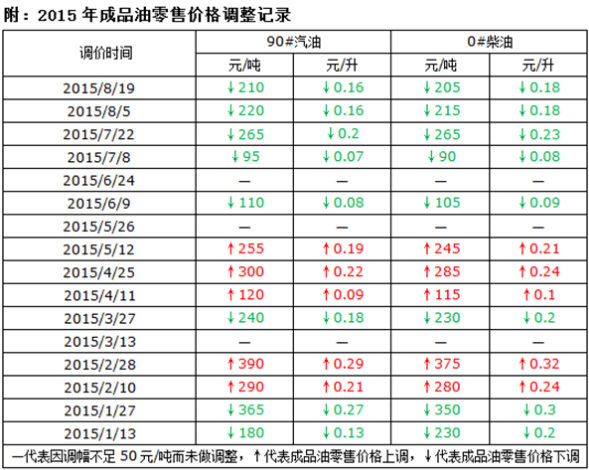 附：2015年成品油零售价格调整记录
调价时间 90#汽油 0#柴油
元/吨 元/升 元/吨 元/升
2015/8/19 ↓210 ↓0.16 ↓205 ↓0.18
2015/8/5 ↓220 ↓0.16 ↓215 ↓0.18
2015/7/22 ↓265 ↓0.2 ↓265 ↓0.23
2015/7/8 ↓95 ↓0.07 ↓90 ↓0.08
2015/6/24 — — — —
2015/6/9 ↓110 ↓0.08 ↓105 ↓0.09
2015/5/26 — — — —
2015/5/12 ↑255 ↑0.19 ↑245 ↑0.21
2015/4/25 ↑300 ↑0.22 ↑285 ↑0.24
2015/4/11 ↑120 ↑0.09 ↑115 ↑0.1
2015/3/27 ↓240 ↓0.18 ↓230 ↓0.2
2015/3/13 — — — —
2015/2/28 ↑390 ↑0.29 ↑375 ↑0.32
2015/2/10 ↑290 ↑0.21 ↑280 ↑0.24
2015/1/27 ↓365 ↓0.27 ↓350 ↓0.3
2015/1/13 ↓180 ↓0.13 ↓230 ↓0.2
—代表因调幅不足50元/吨而未做调整，↑代表成品油零售价格上调，↓代表成品油零售价格下调